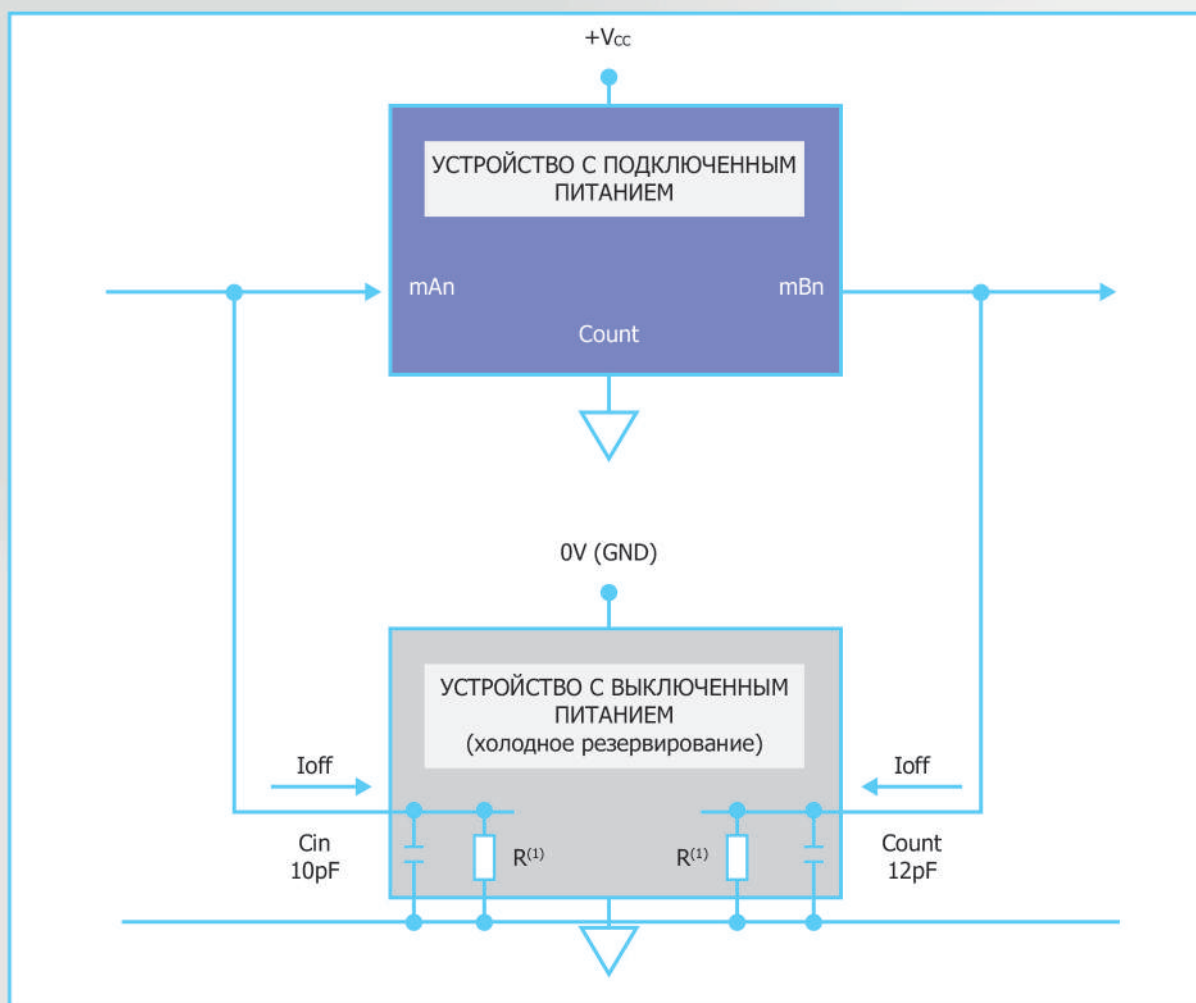 +Vcc
УСТРОЙСТВО С ПОДКЛЮЧЕННЫМ
ПИТАНИЕМ
mAn
mBn
Count
0V (GND)
УСТРОЙСТВО С ВЫКЛЮЧЕННЫМ
ПИТАНИЕМ
(холодное резервирование)
Ioff
Ioff
Cin
10pF
R(1)
R(1)
Count
12pF